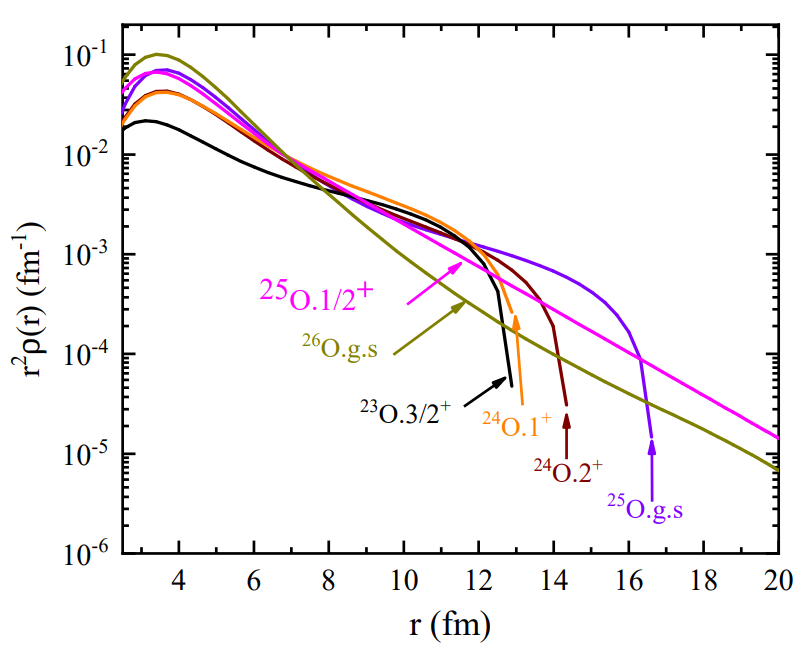 10⁻¹
10⁻²
10⁻³
10⁻⁴
10⁻⁵
10⁻⁶
r²ρ(r) (fm⁻¹)
²⁵O.1/2⁺
²⁶O.g.s
²³O.3/2⁺
²⁴O.1⁺
²⁴O.2⁺
²⁵O.g.s
4 6 8 10 12 14 16 18 20
r (fm)